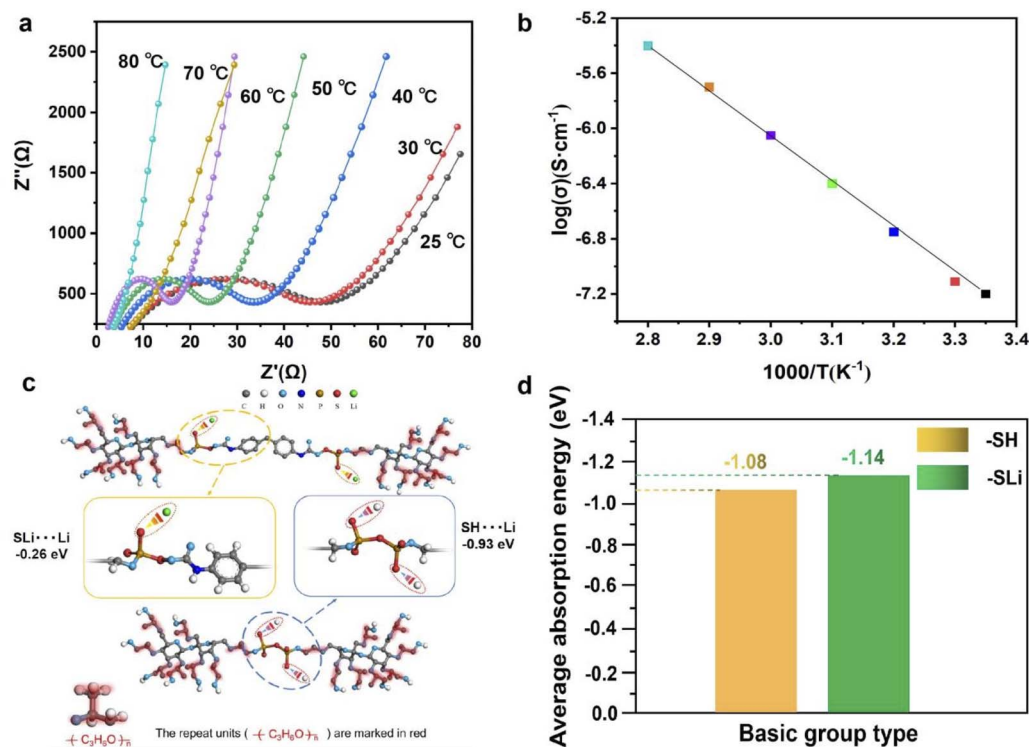 a
2500
2000
1500
1000
500
Z''(Ω)
80 ℃
70 ℃
60 ℃
50 ℃
40 ℃
30 ℃
25 ℃
0 10 20 30 40 50 60 70 80
Z'(Ω)
b
-5.2
-5.6
-6.0
-6.4
-6.8
-7.2
log(σ)(S·cm⁻¹)
2.8 2.9 3.0 3.1 3.2 3.3 3.4
1000/T(K⁻¹)
c
C H O N P S Li
SLi···Li
-0.26 eV
SH···Li
-0.93 eV
(C₃H₆O)ₙ
The repeat units ( (C₃H₆O)ₙ ) are marked in red
d
-1.4
-1.2
-1.0
-0.8
-0.6
-0.4
-0.2
0.0
Average absorption energy (eV)
-1.08
-1.14
-SH
-SLi
Basic group type